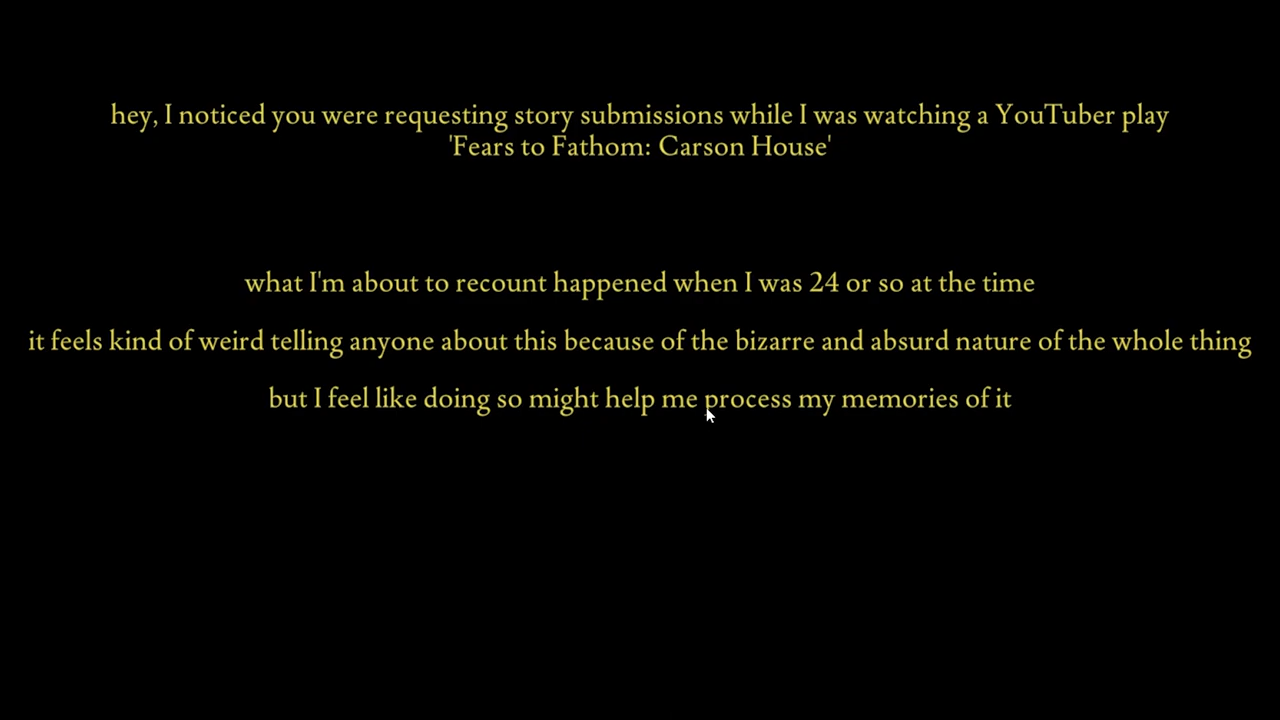 hey, I noticed you were requesting story submissions while I was watching a YouTuber play
'Fears to Fathom: Carson House'
what I'm about to recount happened when I was 24 or so at the time
it feels kind of weird telling anyone about this because of the bizarre and absurd nature of the whole thing
but I feel like doing so might help me process my memories of it